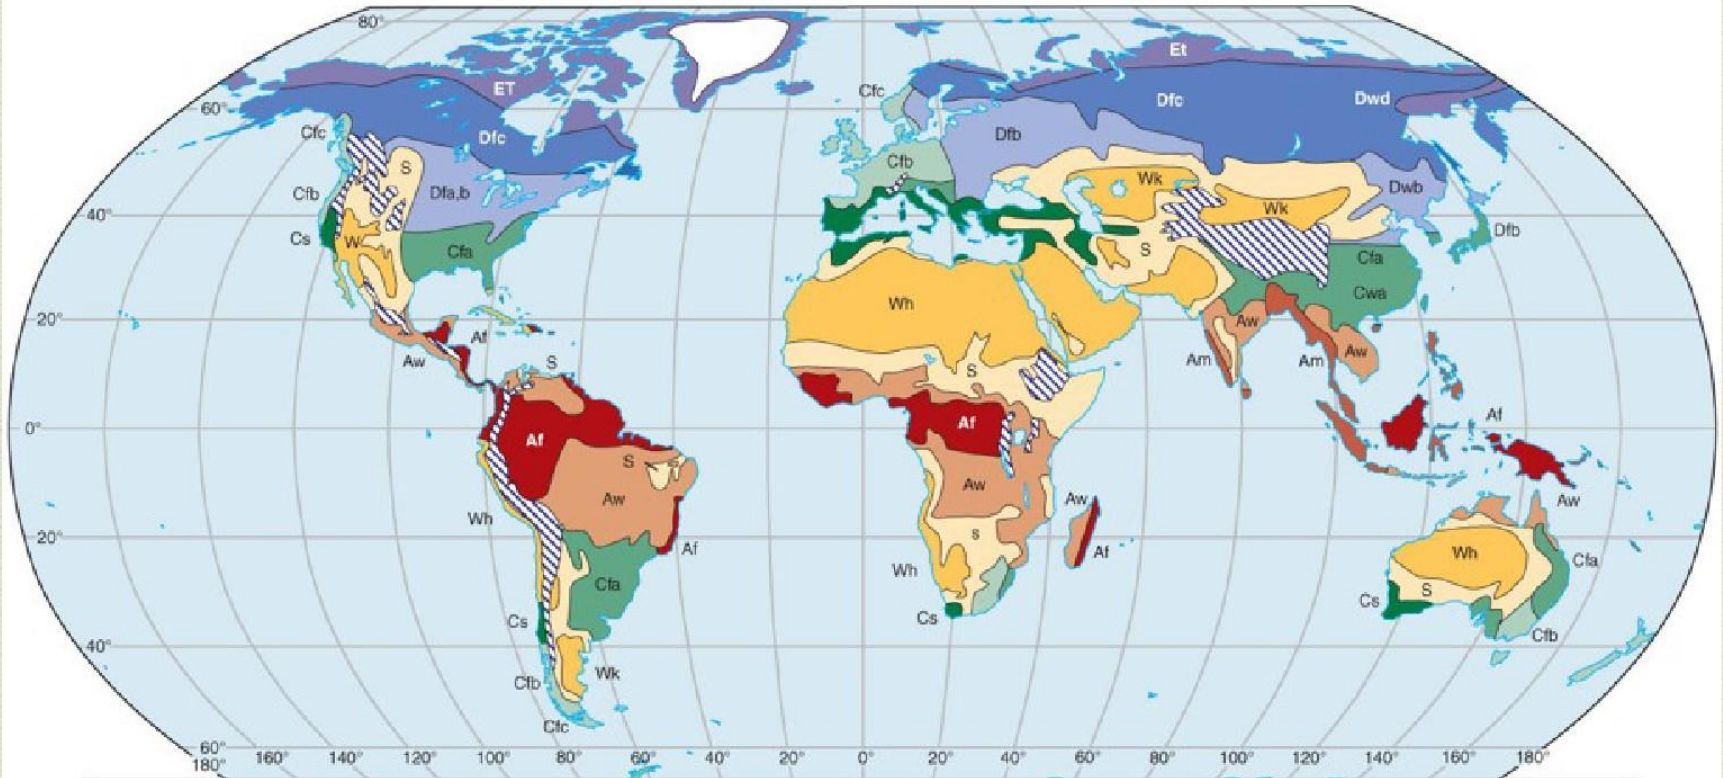 80°
Et
ET
Cfc
Dfc
Dwd
60°
Cfc
Dfc
Dfb
S
Cfb
Wk
Dwb
Cfb
Dfa,b
Wk
40°
Cs
W
Cfa
S
Dfb
Cfa
Wh
Cwa
20°
Af
Aw
Aw
S
S
Am
Am
Aw
0°
Af
Af
Af
S
S
Aw
Aw
Aw
Aw
Wh
20°
Af
s
Af
Wh
Cfa
Cfa
Wh
S
Cs
Cs
Cs
Cfb
40°
Wk
Cfb
Cfc
60°
180° 160° 140° 120° 100° 80° 60° 40° 20° 0° 20° 40° 60° 80° 100° 120° 140° 160° 180°